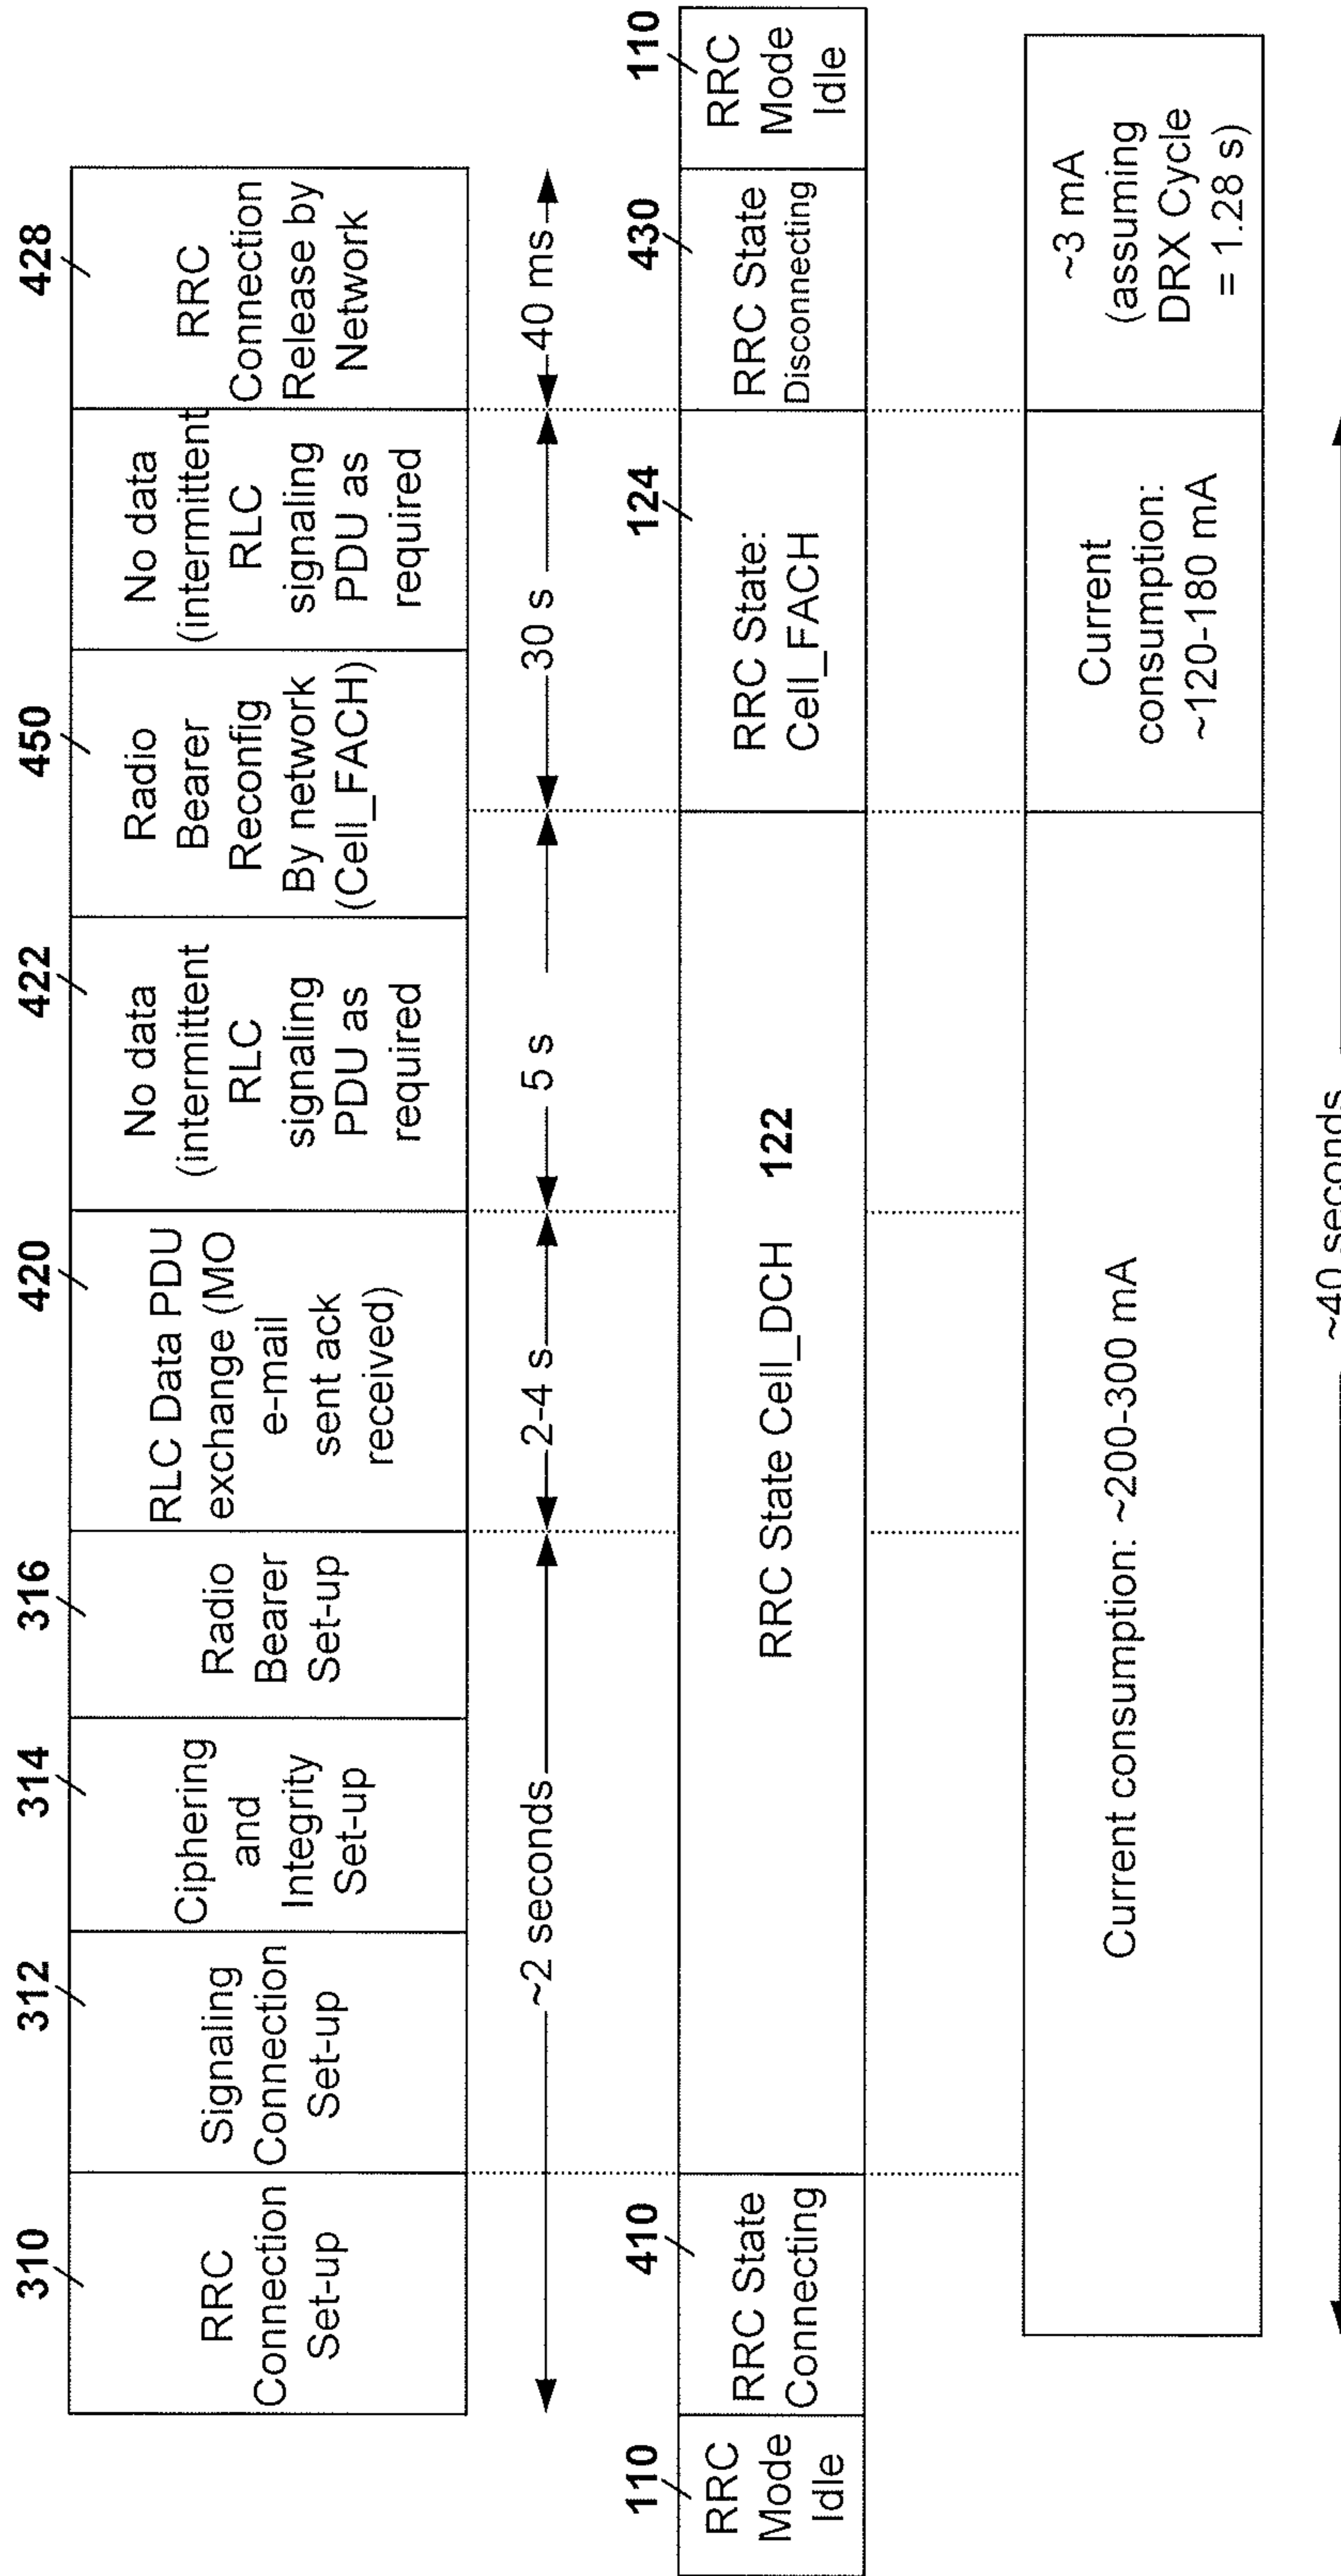 310
RRC
Connection
Set-up
312
Signaling
Connection
Set-up
314
Ciphering
and
Integrity
Set-up
316
Radio
Bearer
Set-up
420
RLC Data PDU
exchange (MO
e-mail
sent ack
received)
422
No data
(intermittent
RLC
signaling
PDU as
required
450
Radio
Bearer
Reconfig
By network
(Cell_FACH)
No data
(intermittent
RLC
signaling
PDU as
required
428
RRC
Connection
Release by
Network
~2 seconds
2-4 s
5 s
30 s
40 ms
110
RRC
Mode
Idle
410
RRC State
Connecting
RRC State Cell_DCH 122
124
RRC State:
Cell_FACH
430
RRC State
Disconnecting
110
RRC
Mode
Idle
Current consumption: ~200-300 mA
Current
consumption:
~120-180 mA
~3 mA
(assuming
DRX Cycle
= 1.28 s)
~40 seconds